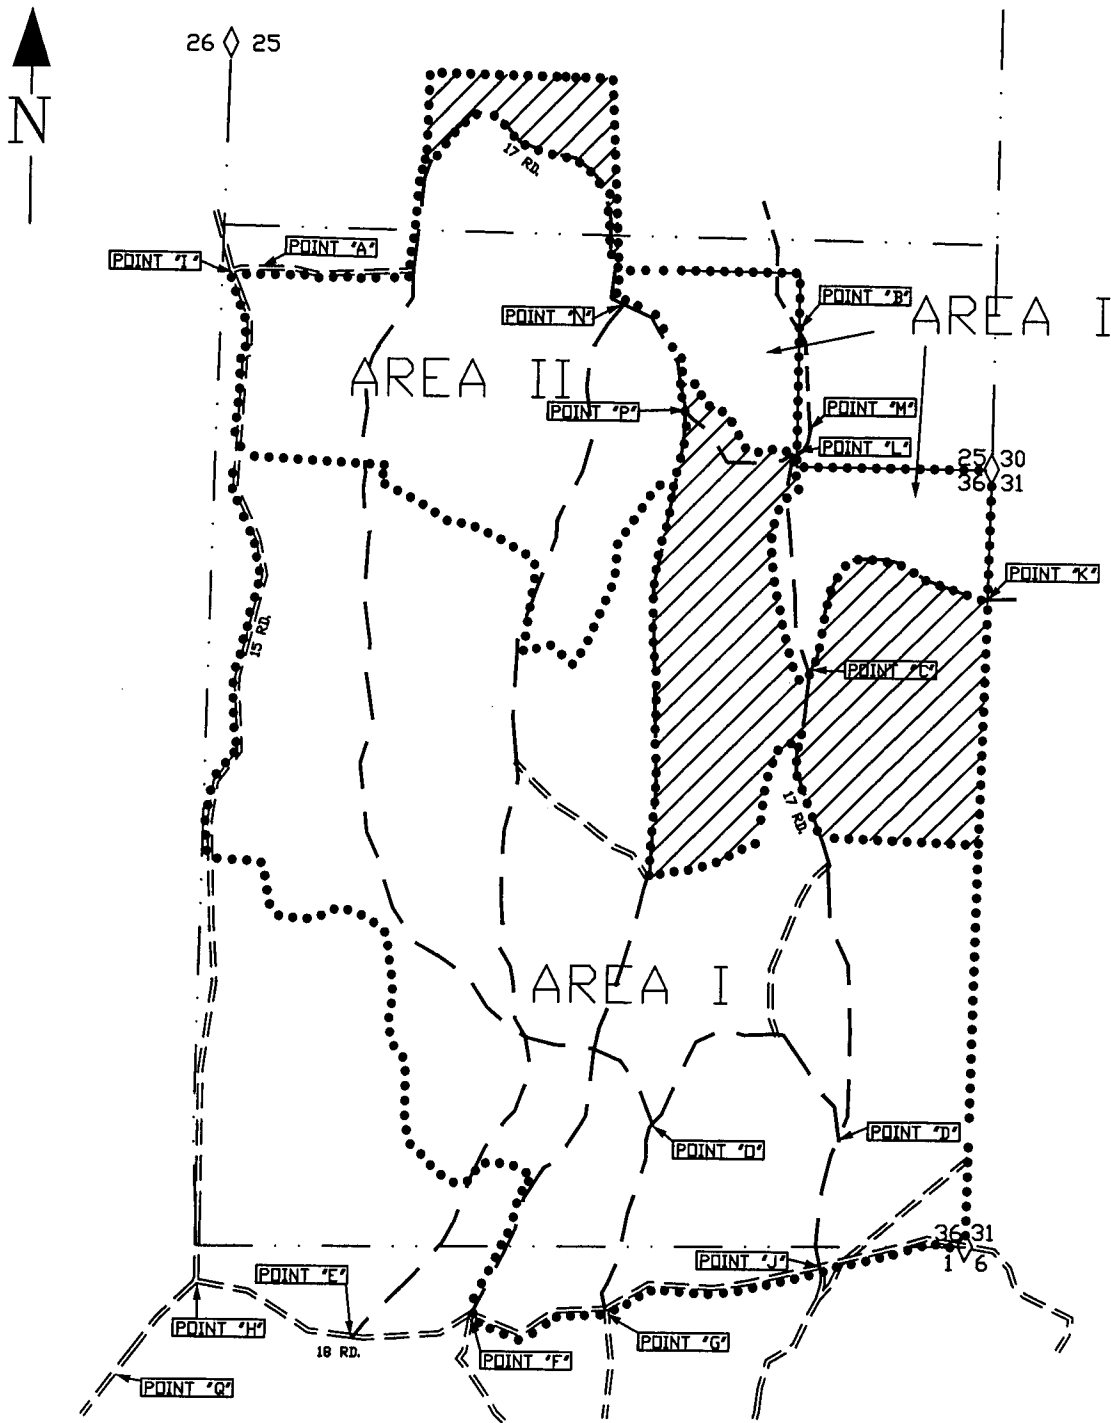 26 25
N
17 RD.
POINT "A"
POINT "I"
POINT "B"
AREA I
POINT "N"
AREA II
POINT "P"
POINT "M"
POINT "L"
25 30
36 31
POINT "K"
15 RD.
POINT "C"
17 RD.
AREA I
POINT "D"
POINT "O"
36 31
1 6
POINT "J"
POINT "E"
POINT "H"
POINT "G"
18 RD.
POINT "F"
POINT "Q"